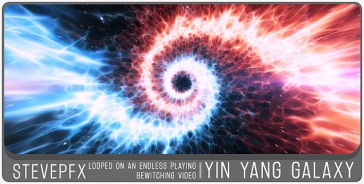 STEVEPFX
LOOPED ON AN ENDLESS PLAYING
BEWITCHING VIDEO
YIN YANG GALAXY